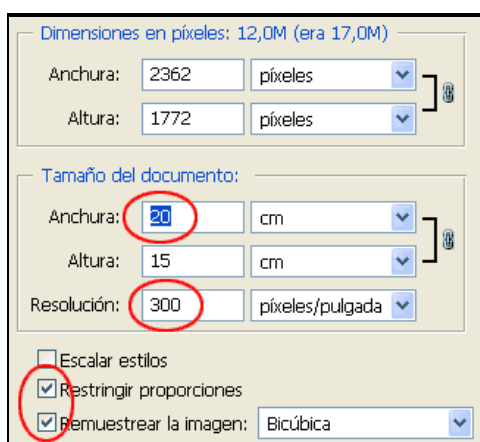 Dimensiones en píxeles: 12,0M (era 17,0M)
Anchura: 2362 píxeles
Altura: 1772 píxeles
Tamaño del documento:
Anchura: 20 cm
Altura: 15 cm
Resolución: 300 píxeles/pulgada
Escalar estilos
Restringir proporciones
Remuestrear la imagen: Bicúbica